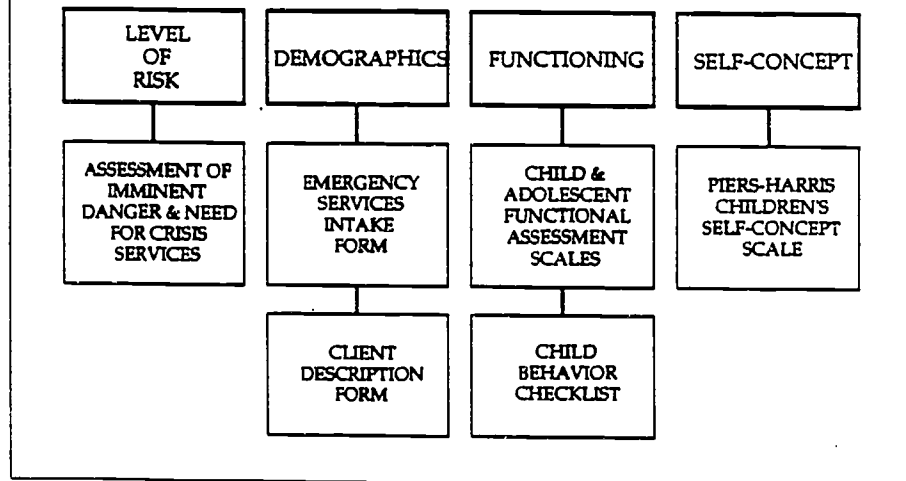 LEVEL
OF
RISK
DEMOGRAPHICS
FUNCTIONING
SELF-CONCEPT
ASSESSMENT OF
IMMINENT
DANGER & NEED
FOR CRISIS
SERVICES
EMERGENCY
SERVICES
INTAKE
FORM
CHILD &
ADOLESCENT
FUNCTIONAL
ASSESSMENT
SCALES
PIERS-HARRIS
CHILDREN'S
SELF-CONCEPT
SCALE
CLIENT
DESCRIPTION
FORM
CHILD
BEHAVIOR
CHECKLIST